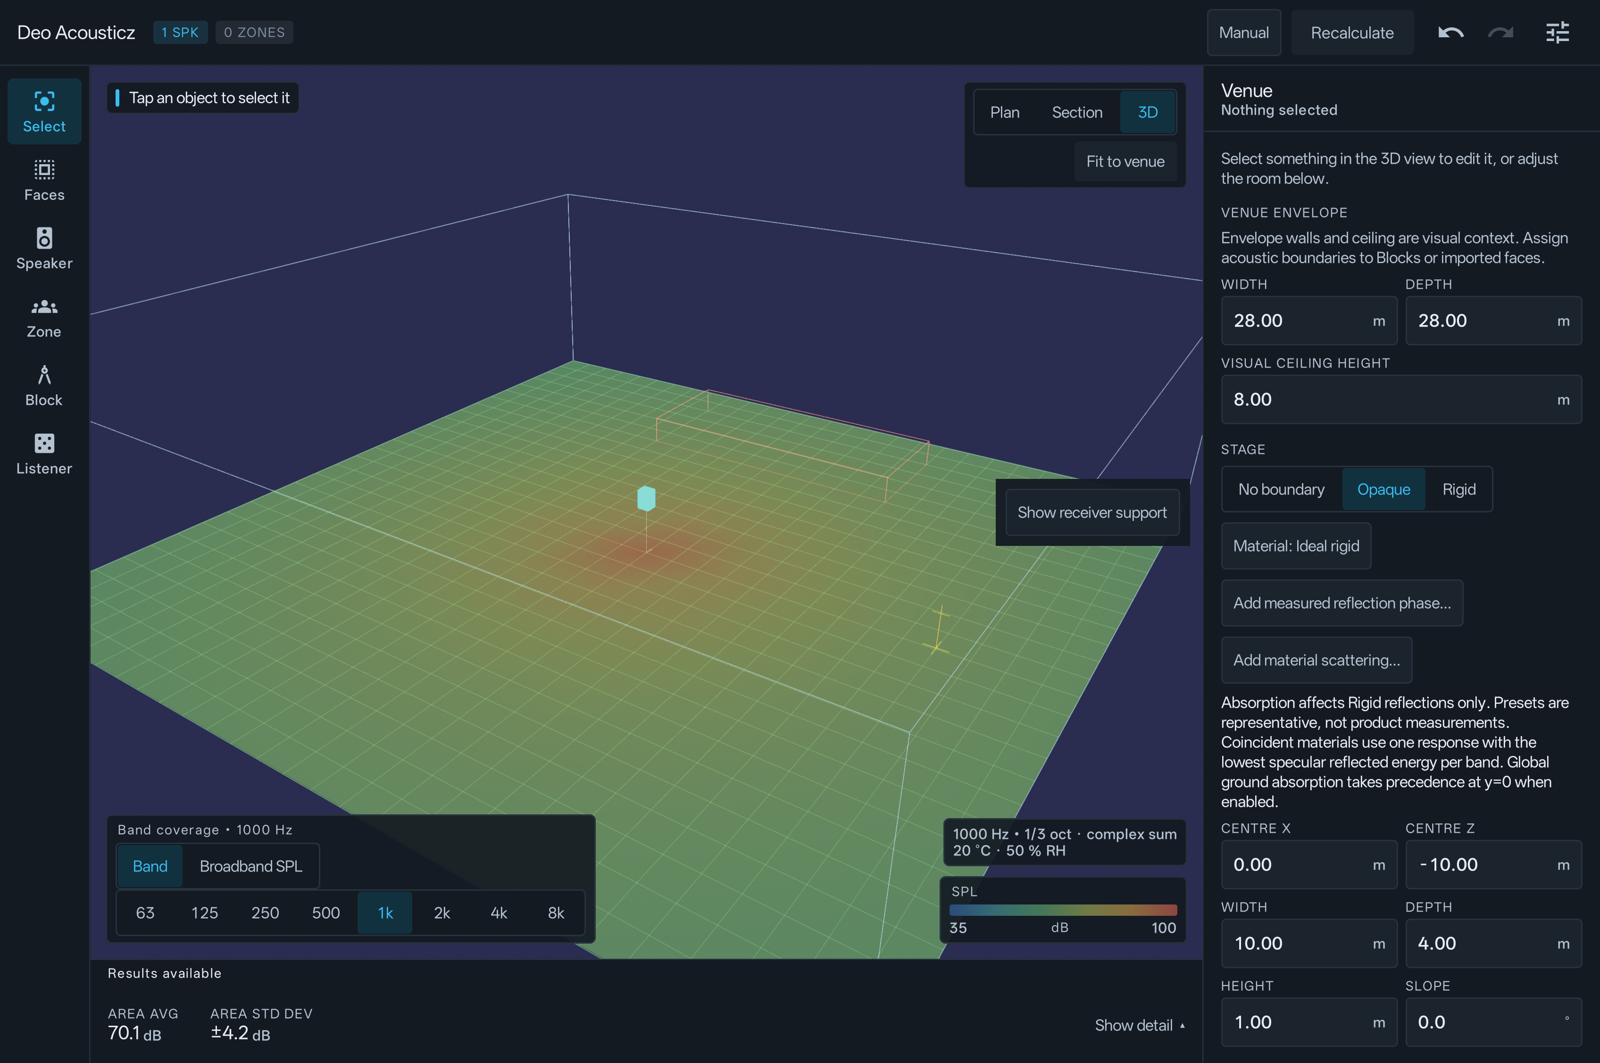 Deo Acousticz
1 SPK
0 ZONES
Manual
Recalculate
Select
Faces
Speaker
Zone
Block
Listener
Tap an object to select it
Plan
Section
3D
Fit to venue
Show receiver support
Band coverage • 1000 Hz
Band
Broadband SPL
63
125
250
500
1k
2k
4k
8k
1000 Hz • 1/3 oct · complex sum
20 °C · 50 % RH
SPL
35
dB
100
Results available
AREA AVG
70.1 dB
AREA STD DEV
±4.2 dB
Show detail
Venue
Nothing selected
Select something in the 3D view to edit it, or adjust
the room below.
VENUE ENVELOPE
Envelope walls and ceiling are visual context. Assign
acoustic boundaries to Blocks or imported faces.
WIDTH
DEPTH
28.00 m
28.00 m
VISUAL CEILING HEIGHT
8.00 m
STAGE
No boundary
Opaque
Rigid
Material: Ideal rigid
Add measured reflection phase...
Add material scattering...
Absorption affects Rigid reflections only. Presets are
representative, not product measurements.
Coincident materials use one response with the
lowest specular reflected energy per band. Global
ground absorption takes precedence at y=0 when
enabled.
CENTRE X
CENTRE Z
0.00 m
-10.00 m
WIDTH
DEPTH
10.00 m
4.00 m
HEIGHT
SLOPE
1.00 m
0.0 °